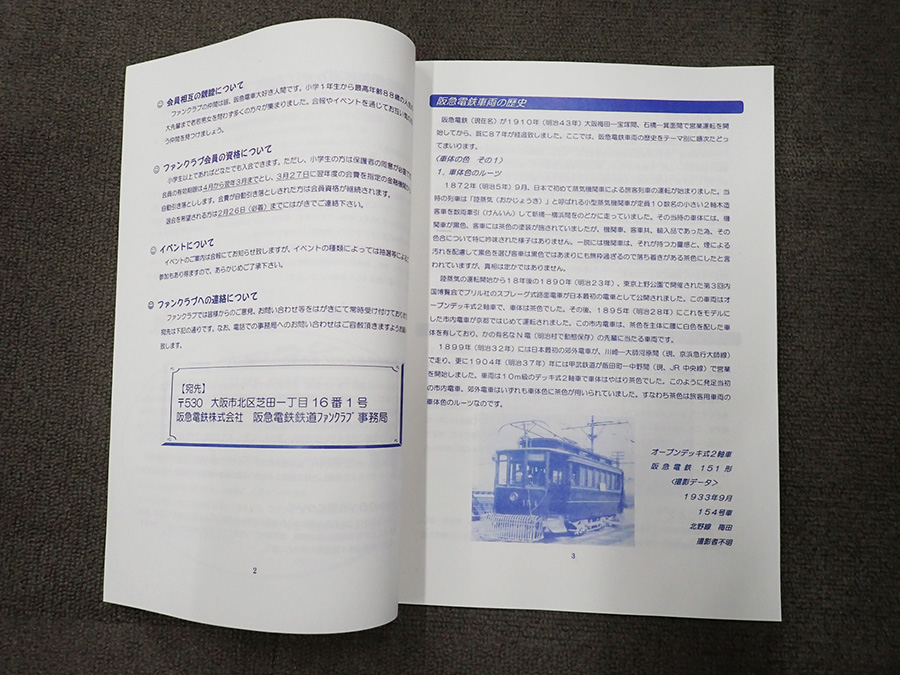 ☺ 会員相互の親睦について
ファンクラブの仲間は皆、阪急電車大好き人間です。小学1年生から最高年齢88歳の
大先輩まで老若男女を問わず多くの方々が集まりました。会報やイベントを通じてお互い
う仲間を見つけましょう。
☺ ファンクラブ会員の資格について
小学生以上であればどなたでも入会できます。ただし、小学生の方は保護者の同意が必要
会員の有効期限は4月から翌年3月までとし、3月27日に翌年度の会費を指定の金融機関
自動引き落としします。会費が自動引き落としされた方は会員資格が継続されます。
退会を希望される方は2月26日(必着)までにはがきでご連絡下さい。
☺ イベントについて
イベントのご案内は会報にてお知らせ致しますが、イベントの種類によっては抽選等による
参加もあり得ますので、あらかじめご了承下さい。
☺ ファンクラブへの連絡について
ファンクラブでは皆様からのご意見、お問い合わせ等をはがきにて常時受け付けており
宛先は下記の通りです。なお、電話での事務局へのお問い合わせはご容赦頂きますようお願い
致します。
【宛先】
〒530 大阪市北区芝田一丁目16番1号
阪急電鉄株式会社 阪急電鉄鉄道ファンクラブ事務局
2
阪急電鉄車両の歴史
阪急電鉄(現在名)が1910年(明治43年)大阪梅田―宝塚間、石橋―箕面間で営業運転を開
始してから、既に87年が経過致しました。ここでは、阪急電鉄車両の歴史をテーマ別に順次たどっ
てまいります。
〈車体の色 その1〉
1.車体色のルーツ
1872年(明治5年)9月、日本で初めて蒸気機関車による旅客列車の運転が始まりました。当
時の列車は「陸蒸気(おかじょうき)」と呼ばれる小型蒸気機関車が定員10数名の小さい2軸木造
客車を数両牽引(けんいん)して新橋―横浜間をのどかに走っていました。その当時の車体には、機
関車が黒色、客車には茶色の塗装が施されていましたが、機関車、客車共、輸入品であった為、その
色合について特に吟味された様子はありません。一説には機関車は、それが持つ力量感と、煙による
汚れを配慮して黒色を選び客車は黒色ではあまりにも無粋過ぎるので落ち着きがある茶色にしたと言
われていますが、真相は定かではありません。
陸蒸気の運転開始から18年後の1890年(明治23年)、東京上野公園で開催された第3回内
国博覧会でブリル社のスプレーグ式路面電車が日本最初の電車として公開されました。この車両はオ
ープンデッキ式2軸車で、車体は茶色でした。その後、1895年(明治28年)にこれをモデルに
した市内電車が京都ではじめて運転されました。この市内電車は、茶色を主体に腰に白色を配した車
体を有しており、かの有名なN電(明治村で動態保存)の先輩に当たる車両です。
1899年(明治32年)には日本最初の郊外電車が、川崎―大師河原間(現、京浜急行大師線)
で走り、更に1904年(明治37年)年には甲武鉄道が飯田町―中野間(現、JR 中央線)で営業
を開始しました。車両は10m級のデッキ式2軸車で車体はやはり茶色でした。このように発足当初
の市内電車、郊外電車はいずれも車体色に茶色が用いられていました。すなわち茶色は旅客用車両の
車体色のルーツなのです。
オープンデッキ式2軸車
阪急電鉄 151形
〈撮影データ〉
1933年9月
154号車
北野線 梅田
撮影者不明
3